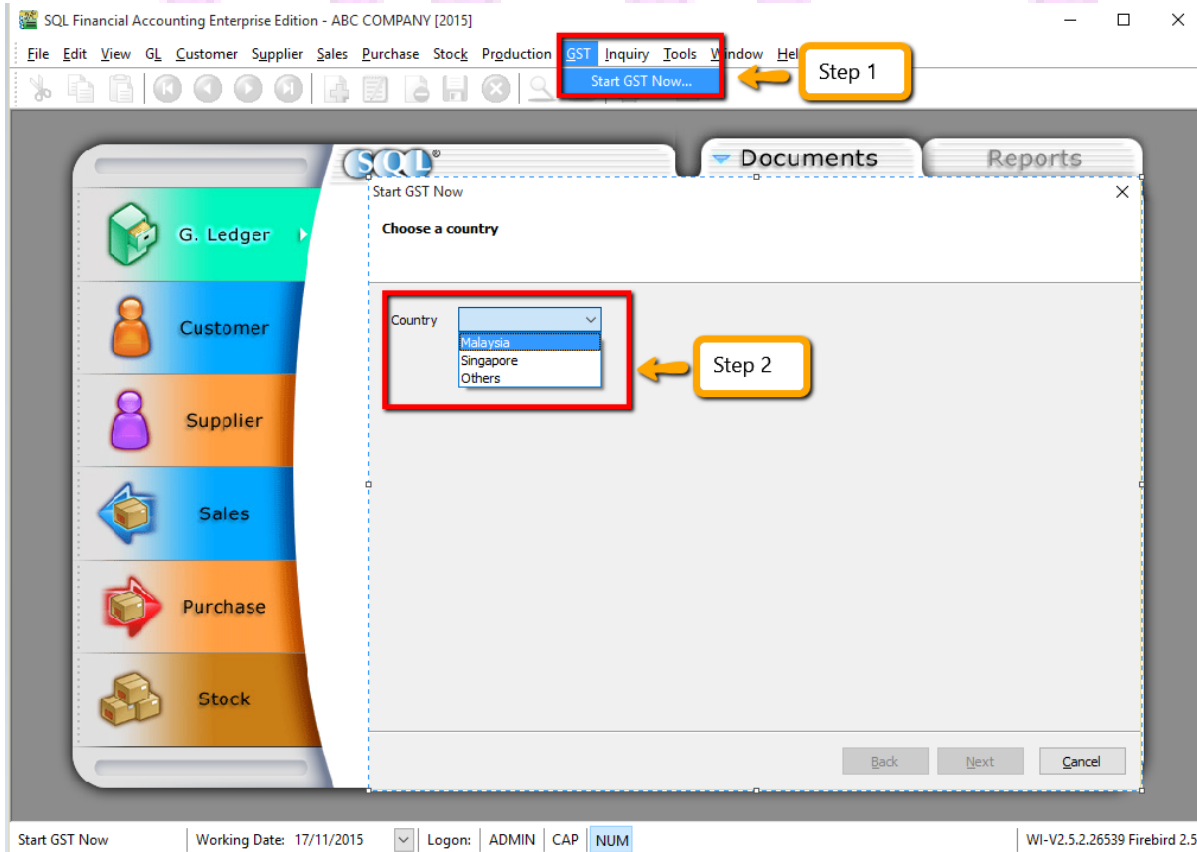 SQL Financial Accounting Enterprise Edition - ABC COMPANY [2015]
File Edit View GL Customer Supplier Sales Purchase Stock Production GST Inquiry Tools Window Hel
Start GST Now...
Step 1
SQL®
Documents
Reports
Start GST Now
Choose a country
G. Ledger
Country
Malaysia
Singapore
Others
Step 2
Customer
Supplier
Sales
Purchase
Stock
Back Next Cancel
Start GST Now Working Date: 17/11/2015 Logon: ADMIN CAP NUM WI-V2.5.2.26539 Firebird 2.5